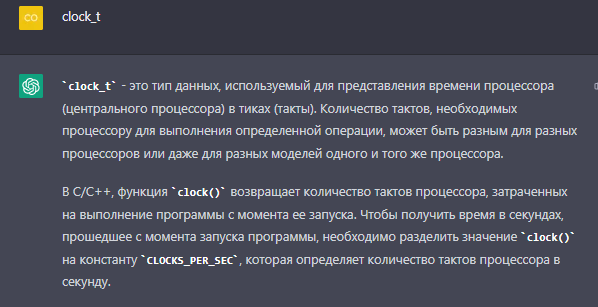 CO
clock_t
`clock_t` - это тип данных, используемый для представления времени процессора
(центрального процессора) в тиках (такты). Количество тактов, необходимых
процессору для выполнения определенной операции, может быть разным для разных
процессоров или даже для разных моделей одного и того же процессора.
В C/C++, функция `clock()` возвращает количество тактов процессора, затраченных
на выполнение программы с момента ее запуска. Чтобы получить время в секундах,
прошедшее с момента запуска программы, необходимо разделить значение `clock()`
на константу `CLOCKS_PER_SEC`, которая определяет количество тактов процессора в
секунду.